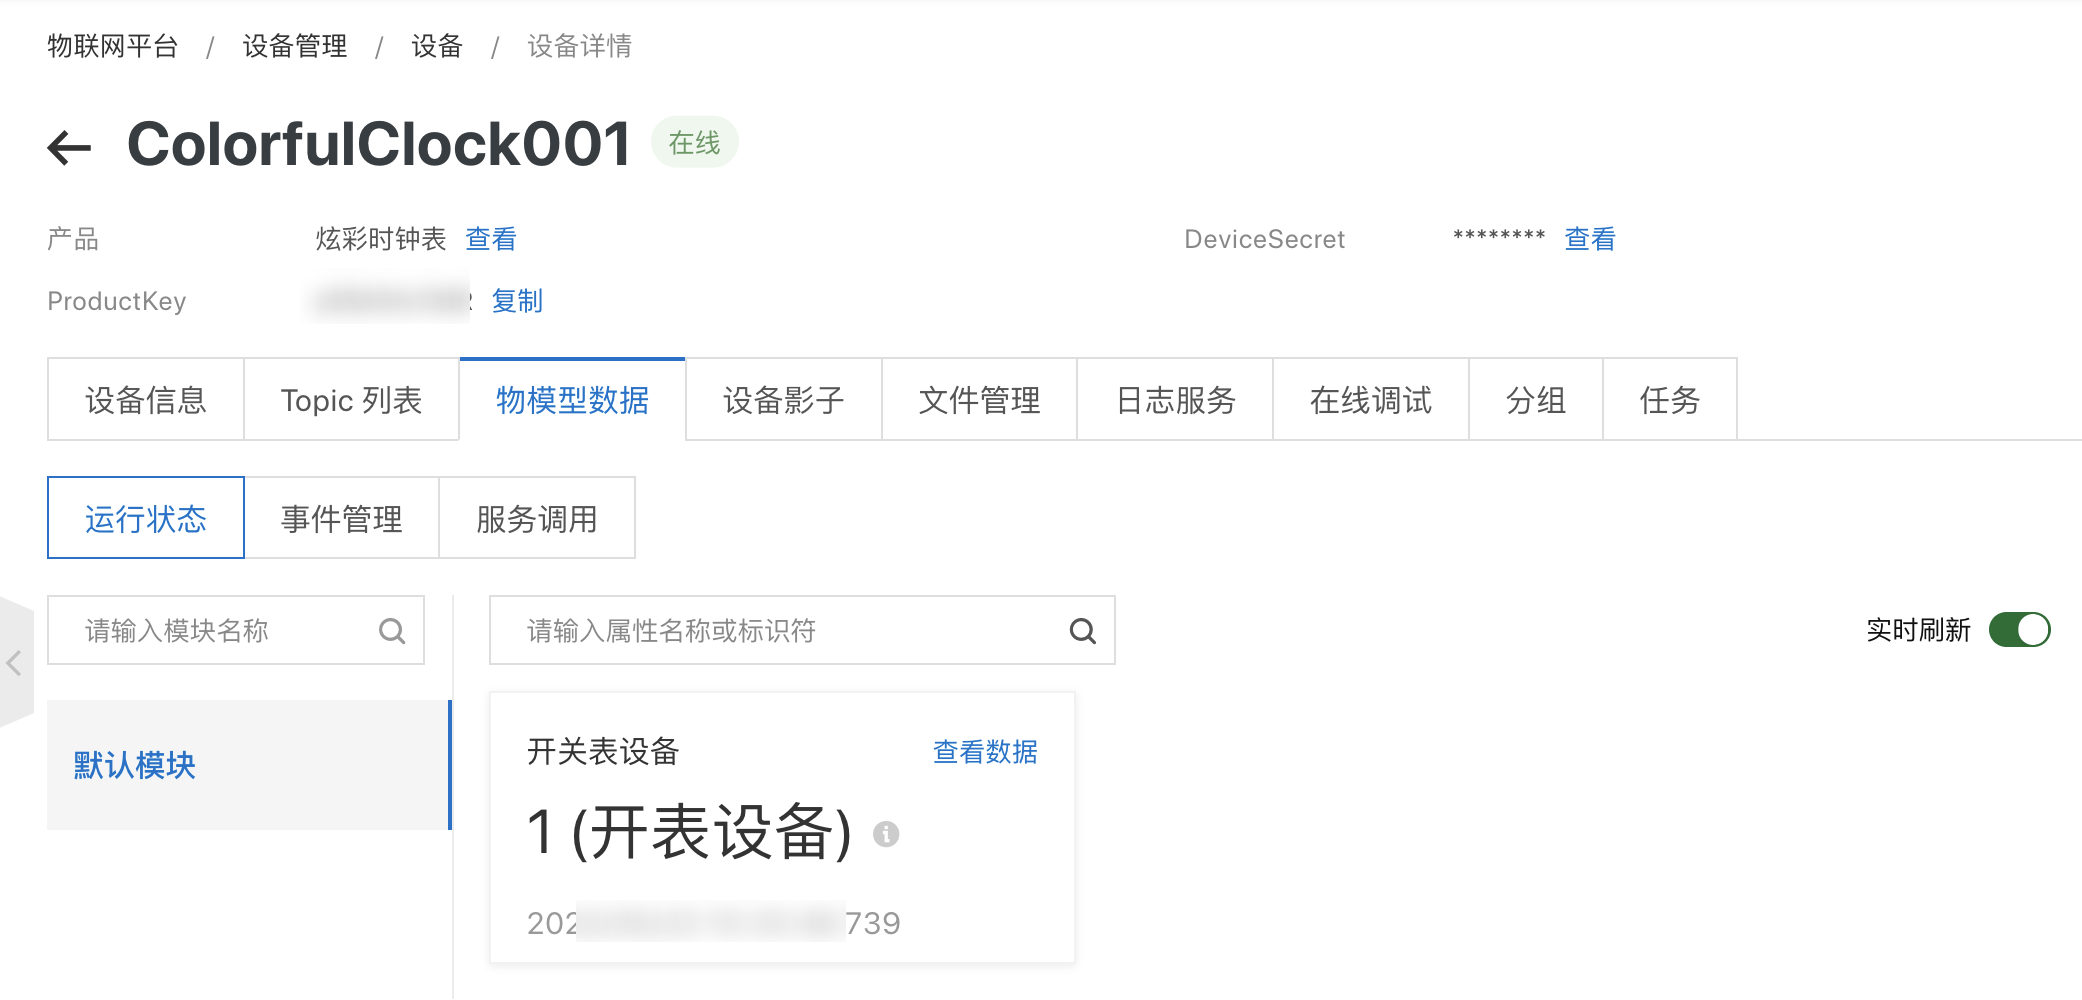 物联网平台 / 设备管理 / 设备 / 设备详情
ColorfulClock001 在线
产品 炫彩时钟表 查看 DeviceSecret ******** 查看
ProductKey 复制
设备信息 Topic 列表 物模型数据 设备影子 文件管理 日志服务 在线调试 分组 任务
运行状态 事件管理 服务调用
请输入模块名称 请输入属性名称或标识符 实时刷新
默认模块
开关表设备 查看数据
1 (开表设备)
202 739